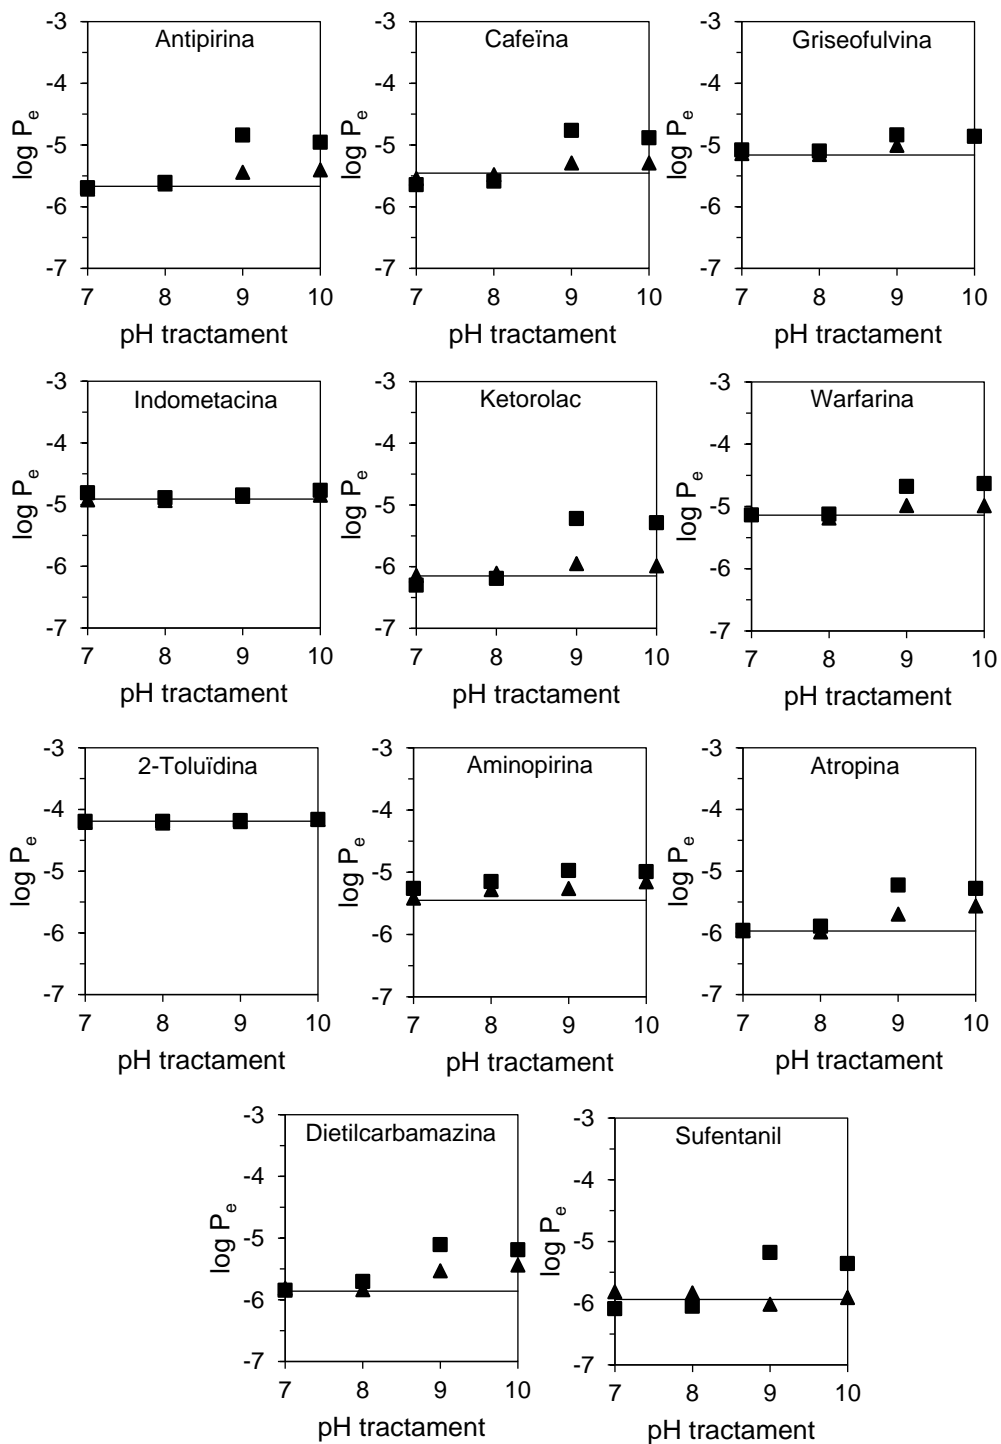 -3
-4
-5
-6
-7
log Pe
Antipirina
7 8 9 10
pH tractament
-3
-4
-5
-6
-7
log Pe
Cafeïna
7 8 9 10
pH tractament
-3
-4
-5
-6
-7
log Pe
Griseofulvina
7 8 9 10
pH tractament
-3
-4
-5
-6
-7
log Pe
Indometacina
7 8 9 10
pH tractament
-3
-4
-5
-6
-7
log Pe
Ketorolac
7 8 9 10
pH tractament
-3
-4
-5
-6
-7
log Pe
Warfarina
7 8 9 10
pH tractament
-3
-4
-5
-6
-7
log Pe
2-Toluïdina
7 8 9 10
pH tractament
-3
-4
-5
-6
-7
log Pe
Aminopirina
7 8 9 10
pH tractament
-3
-4
-5
-6
-7
log Pe
Atropina
7 8 9 10
pH tractament
-3
-4
-5
-6
-7
log Pe
Dietilcarbamazina
7 8 9 10
pH tractament
-3
-4
-5
-6
-7
log Pe
Sufentanil
7 8 9 10
pH tractament